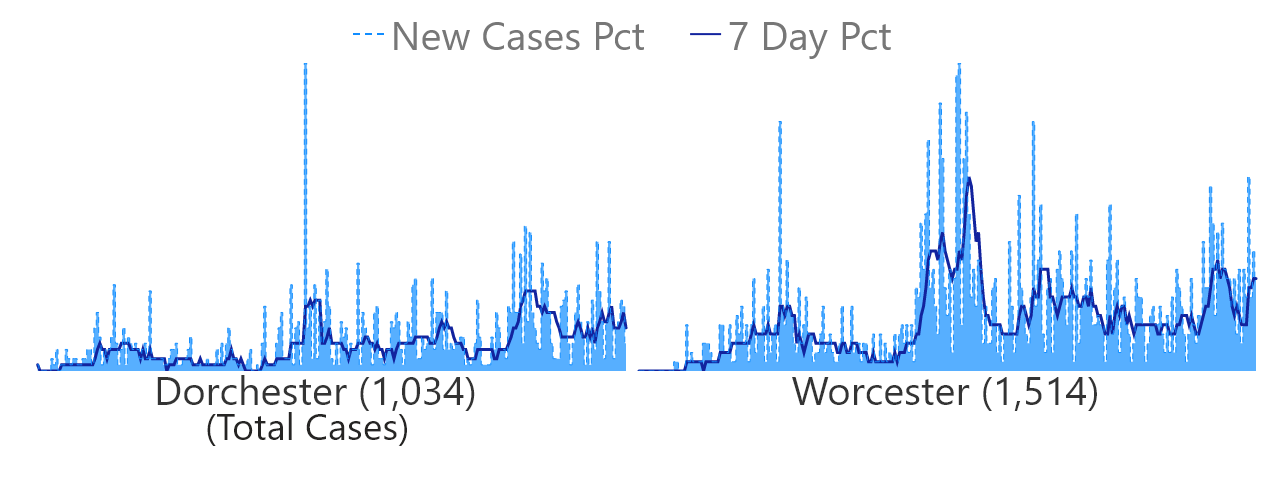 New Cases Pct 7 Day Pct
Dorchester (1,034)
(Total Cases)
Worcester (1,514)